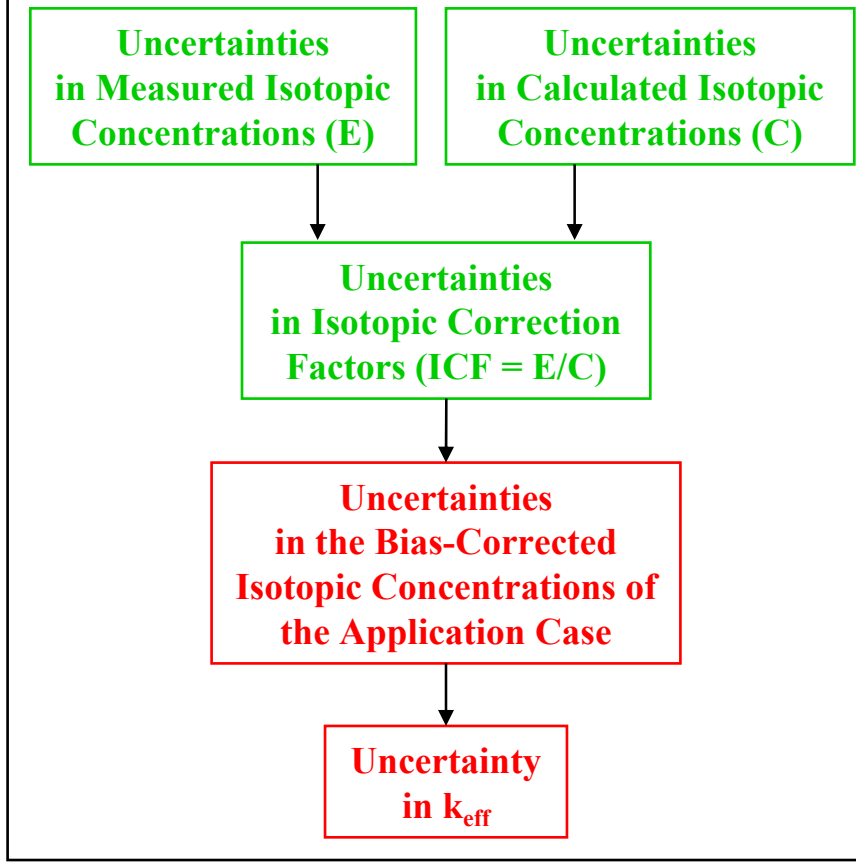 Uncertainties
in Measured Isotopic
Concentrations (E)
Uncertainties
in Calculated Isotopic
Concentrations (C)
Uncertainties
in Isotopic Correction
Factors (ICF = E/C)
Uncertainties
in the Bias-Corrected
Isotopic Concentrations of
the Application Case
Uncertainty
in k_eff